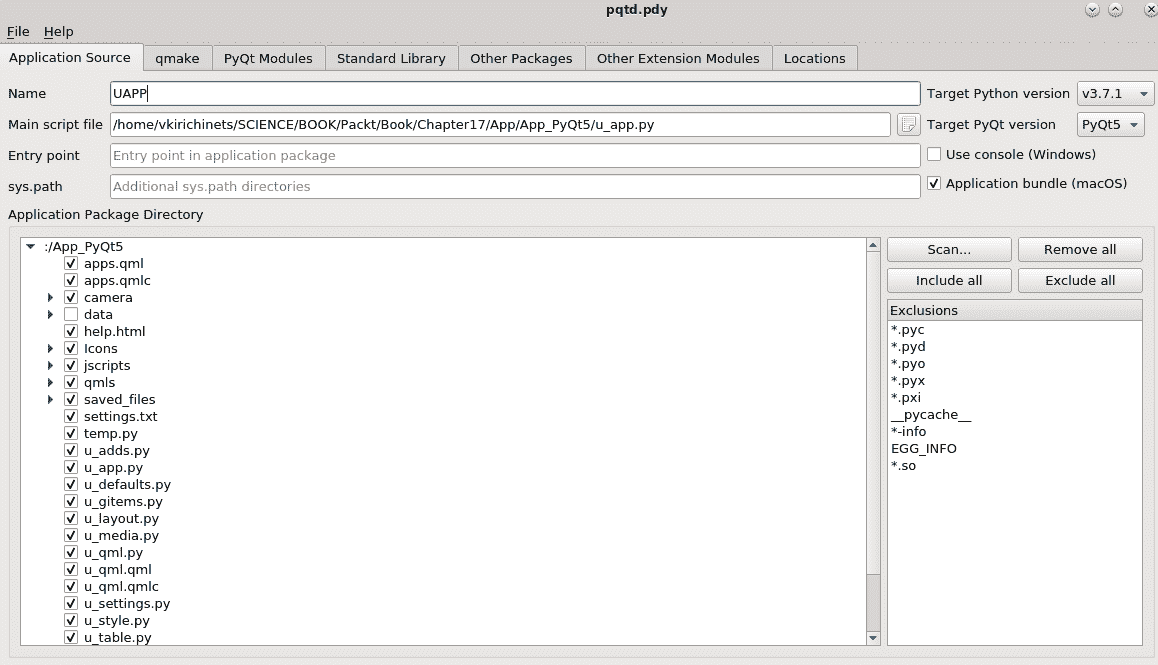 pqtd.pdy
File Help
Application Source qmake PyQt Modules Standard Library Other Packages Other Extension Modules Locations
Name UAPP Target Python version v3.7.1
Main script file /home/vkirichinets/SCIENCE/BOOK/Packt/Book/Chapter17/App/App_PyQt5/u_app.py Target PyQt version PyQt5
Entry point Entry point in application package Use console (Windows)
sys.path Additional sys.path directories Application bundle (macOS)
Application Package Directory
:/App_PyQt5
apps.qml
apps.qmlc
camera
data
help.html
Icons
jscripts
qmls
saved_files
settings.txt
temp.py
u_adds.py
u_app.py
u_defaults.py
u_gitems.py
u_layout.py
u_media.py
u_qml.py
u_qml.qml
u_qml.qmlc
u_settings.py
u_style.py
u_table.py
Scan... Remove all
Include all Exclude all
Exclusions
*.pyc
*.pyd
*.pyo
*.pyx
*.pxi
__pycache__
*-info
EGG_INFO
*.so